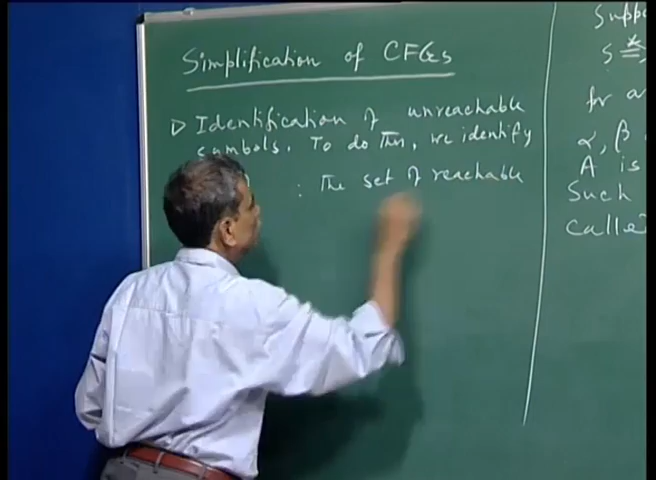 Simplification of CFGs
▷ Identification of unreachable
symbols. To do this, we identify
: The set of reachable
Supp
S *⇒
for a
α, β
A is
Such
called